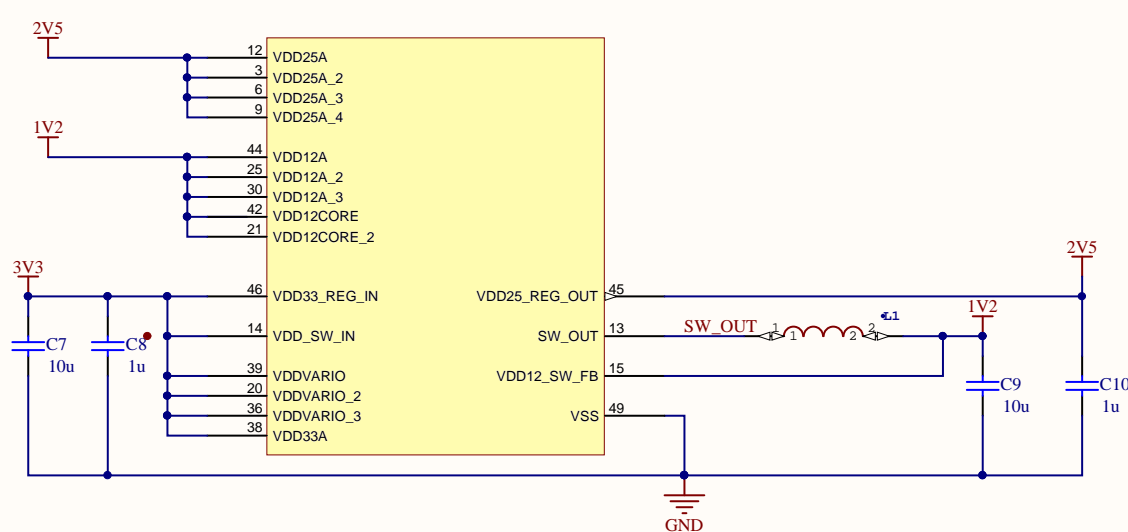 2V5
12 VDD25A
3 VDD25A_2
6 VDD25A_3
9 VDD25A_4
1V2
44 VDD12A
25 VDD12A_2
30 VDD12A_3
42 VDD12CORE
21 VDD12CORE_2
3V3
46 VDD33_REG_IN
14 VDD_SW_IN
39 VDDVARIO
20 VDDVARIO_2
36 VDDVARIO_3
38 VDD33A
C7
10u
C8
1u
VDD25_REG_OUT 45
SW_OUT 13
VDD12_SW_FB 15
VSS 49
SW_OUT
1
1
2
2
L1
1V2
2V5
C9
10u
C10
1u
GND